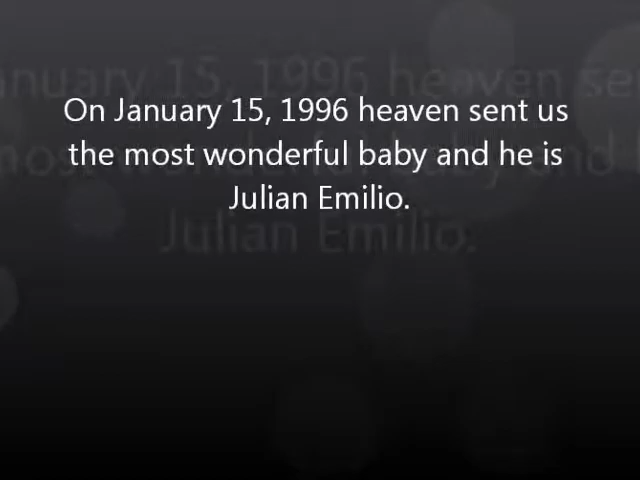 On January 15, 1996 heaven sent us
the most wonderful baby and he is
Julian Emilio.